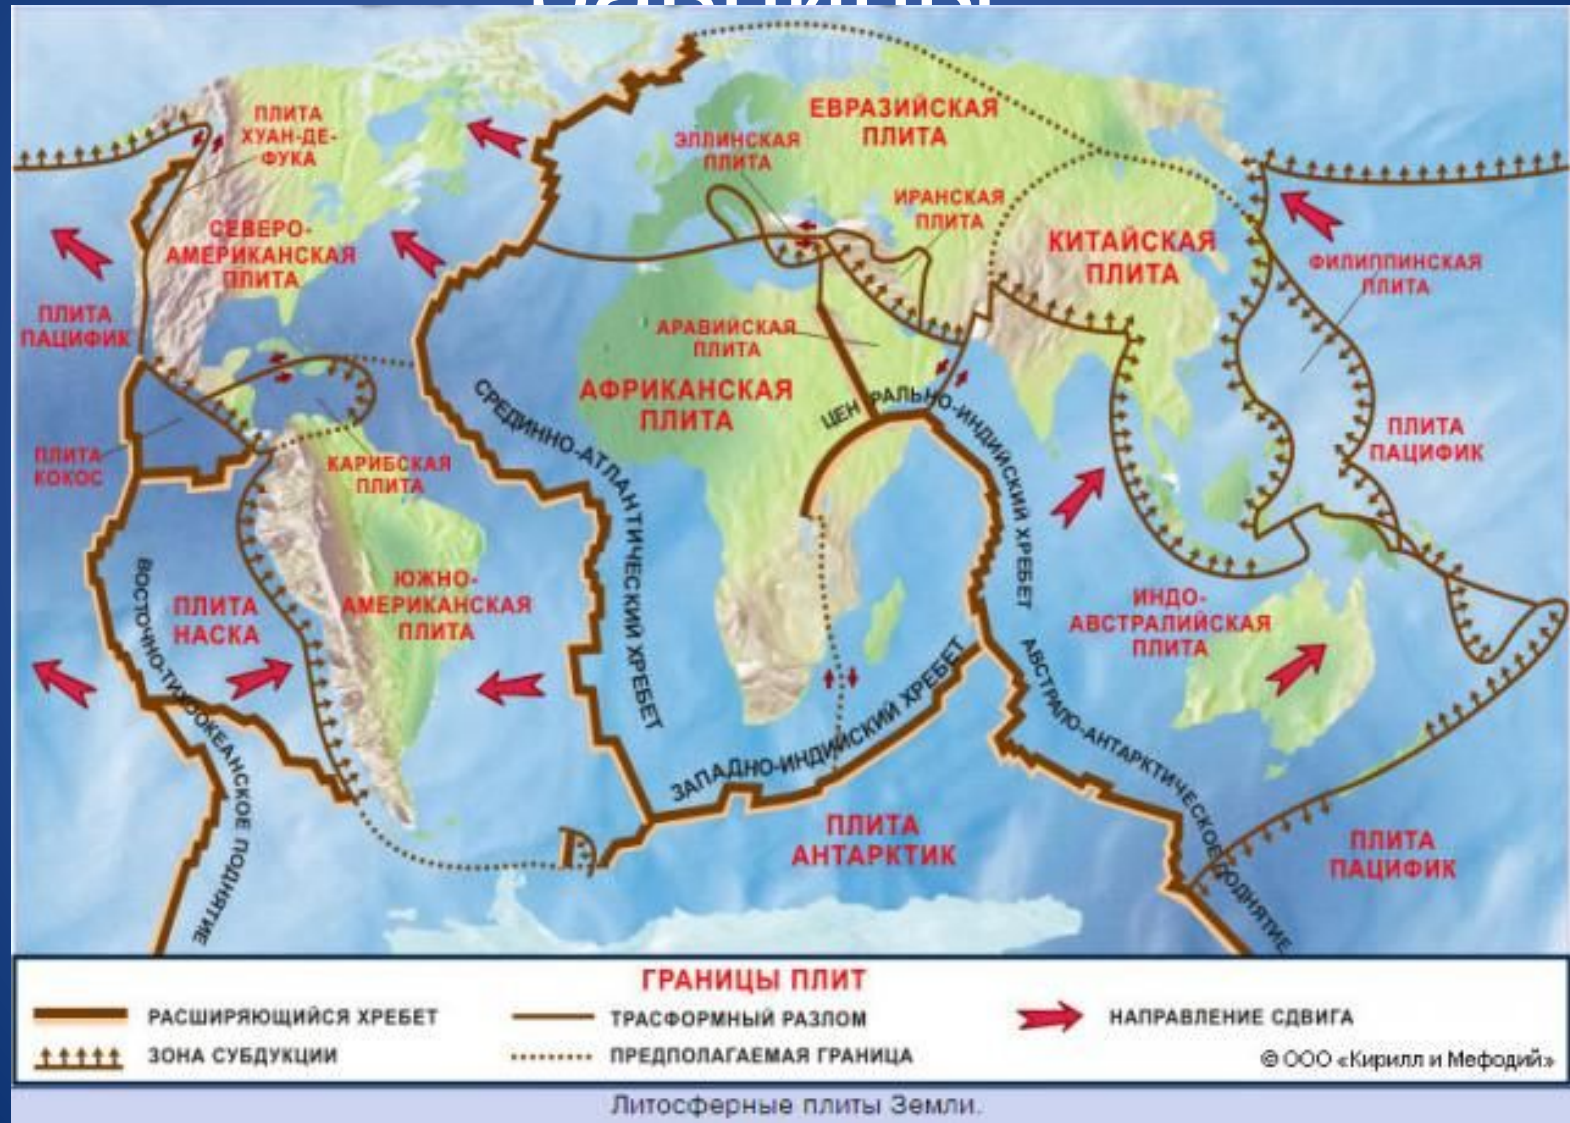 ПЛИТА
ХУАН-ДЕ-
ФУКА
ЕВРАЗИЙСКАЯ
ПЛИТА
ЭЛЛИНСКАЯ
ПЛИТА
ИРАНСКАЯ
ПЛИТА
СЕВЕРО-
АМЕРИКАНСКАЯ
ПЛИТА
КИТАЙСКАЯ
ПЛИТА
ФИЛИППИНСКАЯ
ПЛИТА
ПЛИТА
ПАЦИФИК
АРАВИЙСКАЯ
ПЛИТА
АФРИКАНСКАЯ
ПЛИТА
СРЕДИННО-АТЛАНТИЧЕСКИЙ ХРЕБЕТ
ЦЕН РАЛЬНО-ИНДИЙСКИЙ ХРЕБЕТ
ПЛИТА
ПАЦИФИК
ПЛИТА
КОКОС
КАРИБСКАЯ
ПЛИТА
ВОСТОЧНО-ТИХООКЕАНСКОЕ ПОДНЯТИЕ
ПЛИТА
НАСКА
ЮЖНО-
АМЕРИКАНСКАЯ
ПЛИТА
ИНДО-
АВСТРАЛИЙСКАЯ
ПЛИТА
ЗАПАДНО-ИНДИЙСКИЙ ХРЕБЕТ
АВСТРАЛО-АНТАРКТИЧЕСКОЕ ПОДНЯТИЕ
ПЛИТА
АНТАРКТИК
ПЛИТА
ПАЦИФИК
ГРАНИЦЫ ПЛИТ
РАСШИРЯЮЩИЙСЯ ХРЕБЕТ
ТРАСФОРМНЫЙ РАЗЛОМ
НАПРАВЛЕНИЕ СДВИГА
ЗОНА СУБДУКЦИИ
ПРЕДПОЛАГАЕМАЯ ГРАНИЦА
© ООО «Кирилл и Мефодий»
Литосферные плиты Земли.